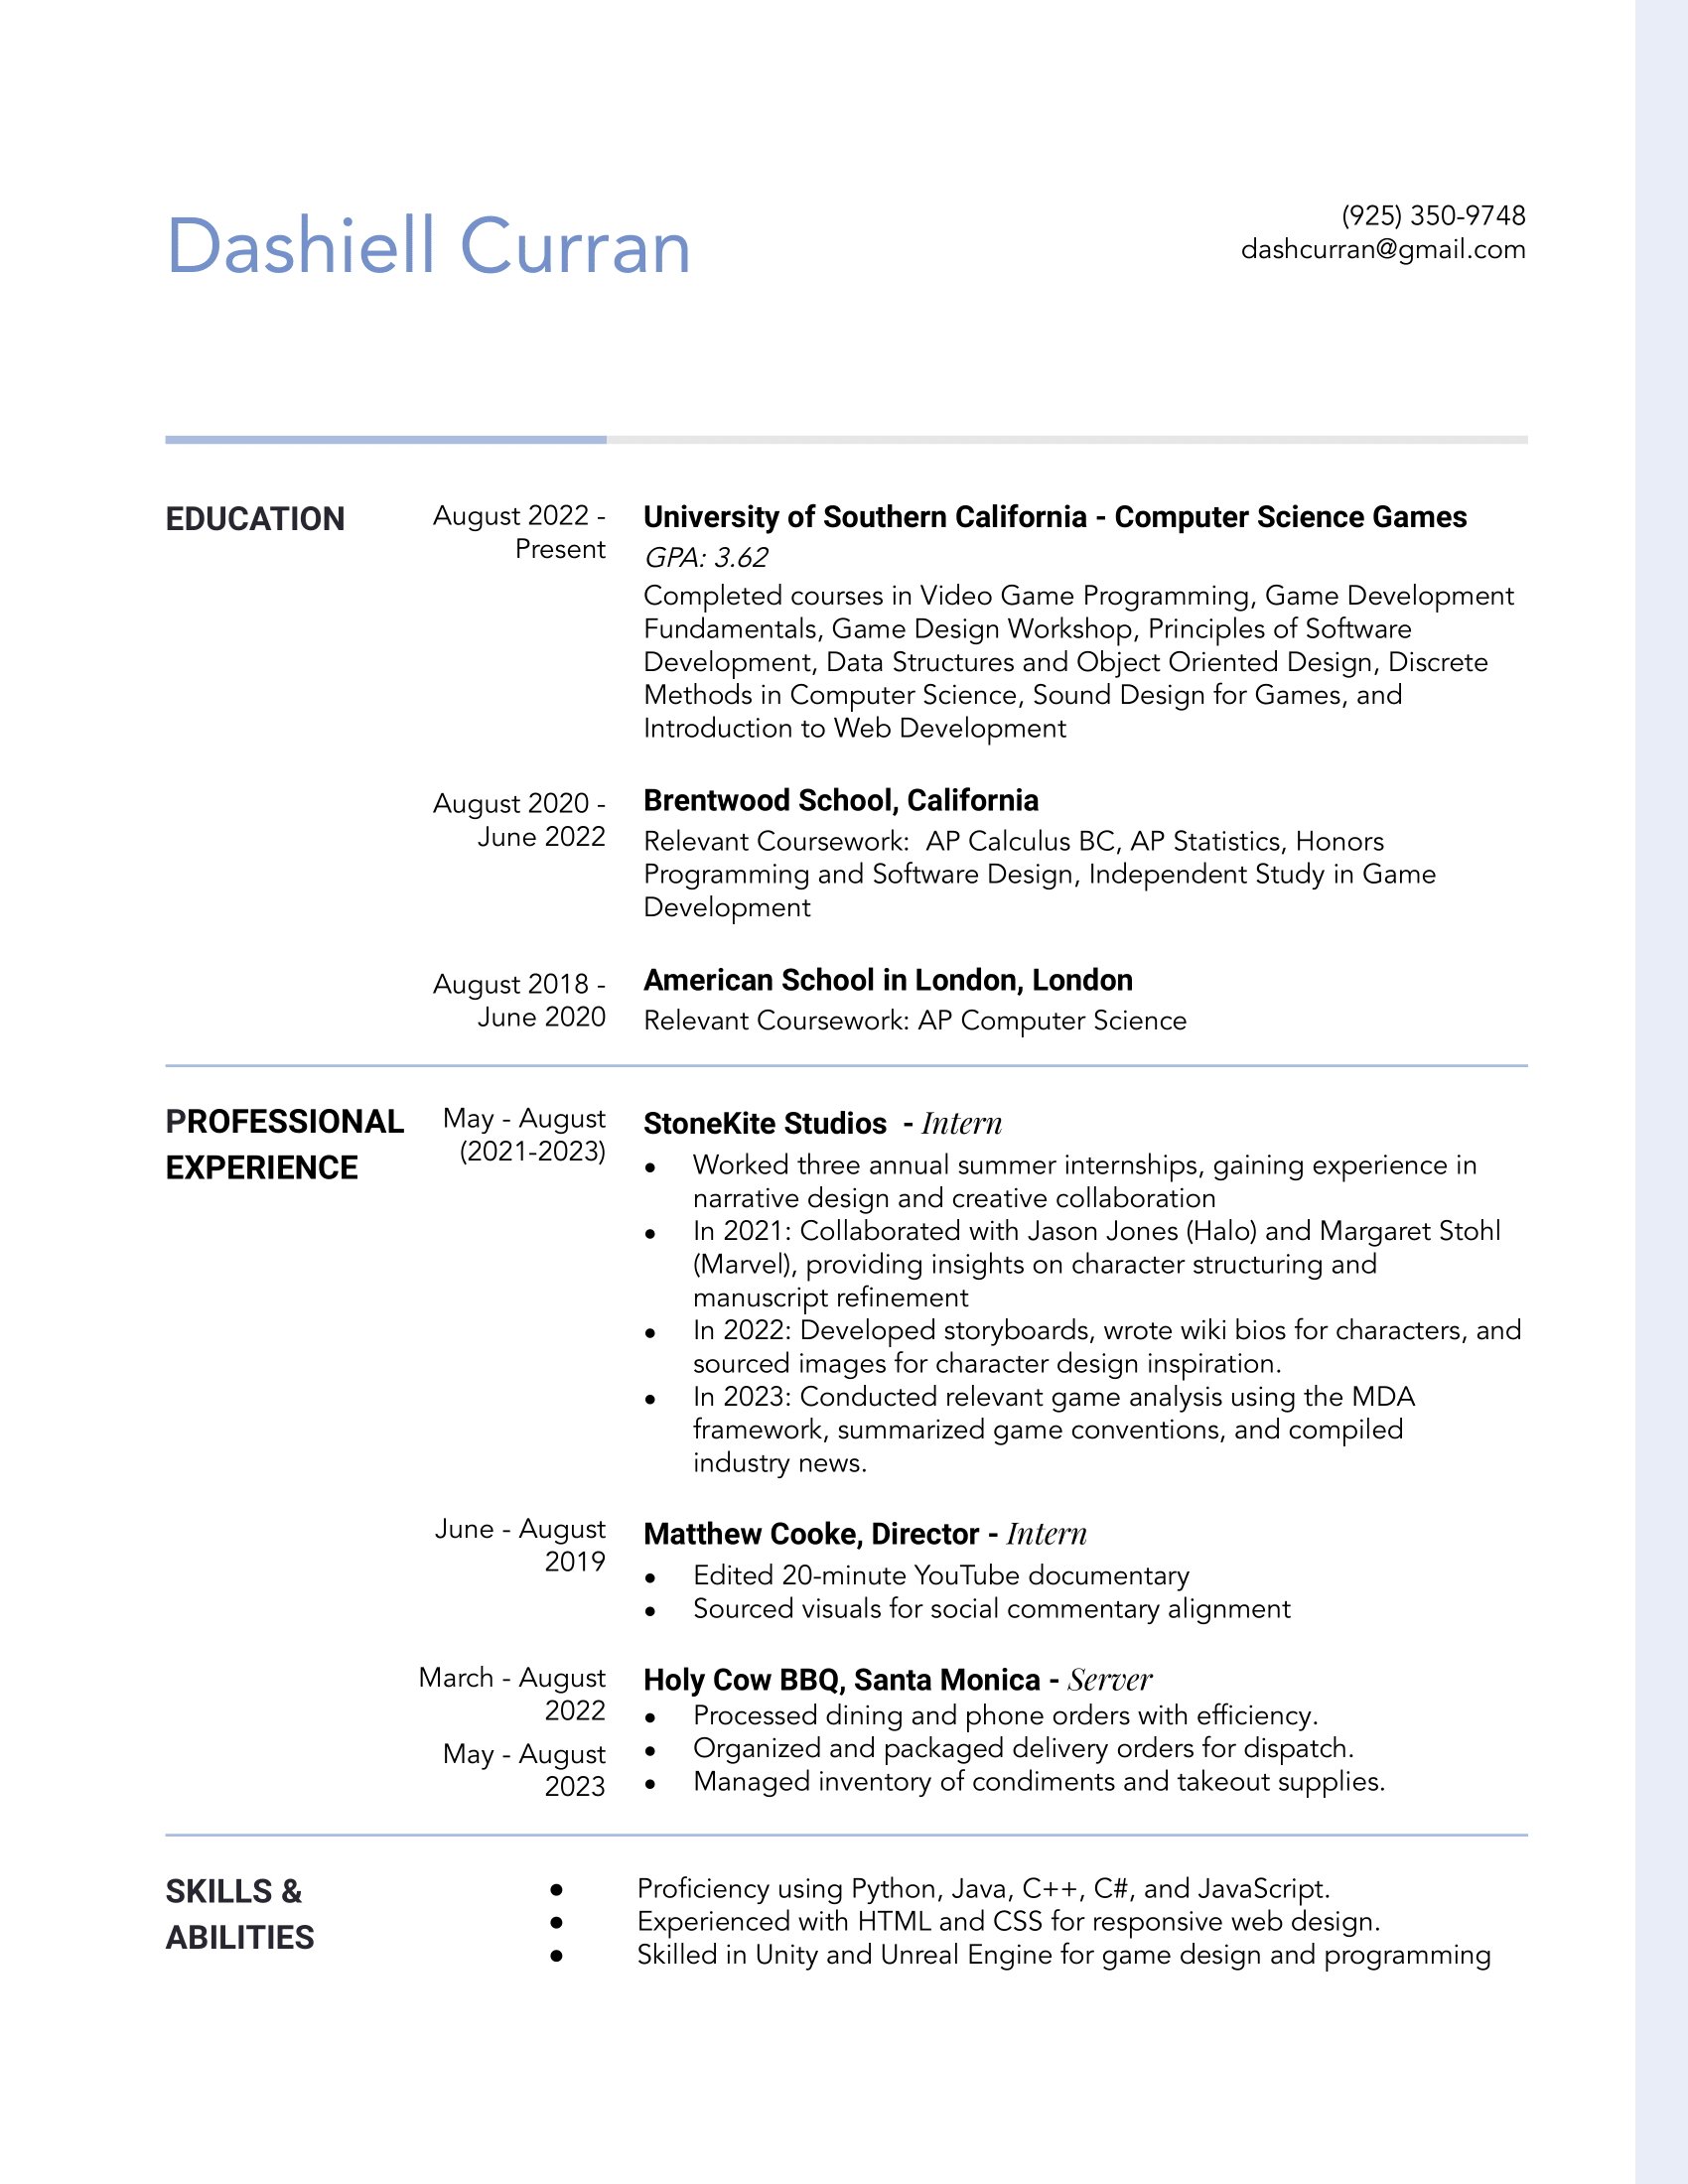 Dashiell Curran
(925) 350-9748
dashcurran@gmail.com
EDUCATION
August 2022 -
Present
University of Southern California - Computer Science Games
GPA: 3.62
Completed courses in Video Game Programming, Game Development
Fundamentals, Game Design Workshop, Principles of Software
Development, Data Structures and Object Oriented Design, Discrete
Methods in Computer Science, Sound Design for Games, and
Introduction to Web Development
August 2020 -
June 2022
Brentwood School, California
Relevant Coursework:  AP Calculus BC, AP Statistics, Honors
Programming and Software Design, Independent Study in Game
Development
August 2018 -
June 2020
American School in London, London
Relevant Coursework: AP Computer Science
PROFESSIONAL
EXPERIENCE
May - August
(2021-2023)
StoneKite Studios  - Intern
● Worked three annual summer internships, gaining experience in
narrative design and creative collaboration
● In 2021: Collaborated with Jason Jones (Halo) and Margaret Stohl
(Marvel), providing insights on character structuring and
manuscript refinement
● In 2022: Developed storyboards, wrote wiki bios for characters, and
sourced images for character design inspiration.
● In 2023: Conducted relevant game analysis using the MDA
framework, summarized game conventions, and compiled
industry news.
June - August
2019
Matthew Cooke, Director - Intern
● Edited 20-minute YouTube documentary
● Sourced visuals for social commentary alignment
March - August
2022
May - August
2023
Holy Cow BBQ, Santa Monica - Server
● Processed dining and phone orders with efficiency.
● Organized and packaged delivery orders for dispatch.
● Managed inventory of condiments and takeout supplies.
SKILLS &
ABILITIES
● Proficiency using Python, Java, C++, C#, and JavaScript.
● Experienced with HTML and CSS for responsive web design.
● Skilled in Unity and Unreal Engine for game design and programming